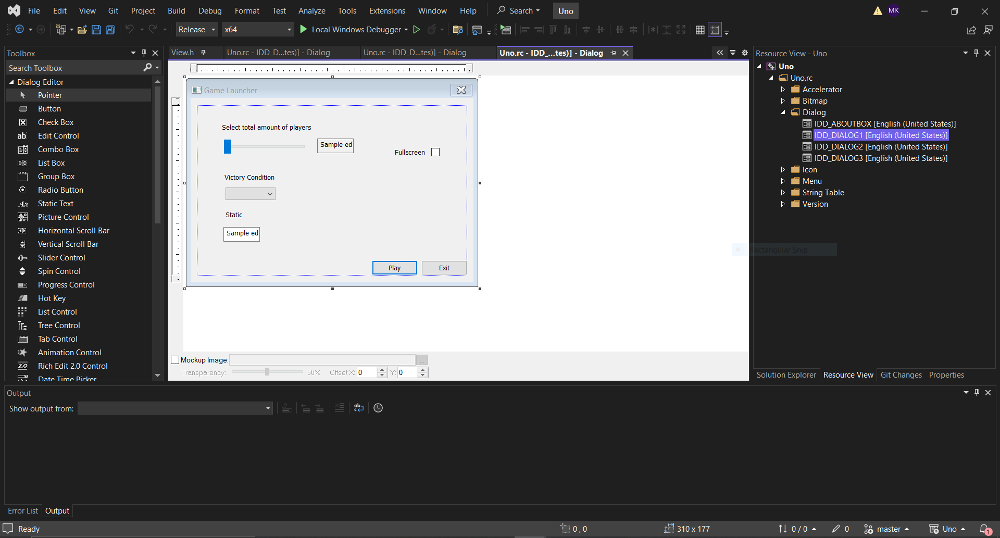 File Edit View Git Project Build Debug Format Test Analyze Tools Extensions Window Help Search Uno MK
Release x64 Local Windows Debugger
Toolbox
Search Toolbox
Dialog Editor
Pointer
Button
Check Box
Edit Control
Combo Box
List Box
Group Box
Radio Button
Static Text
Picture Control
Horizontal Scroll Bar
Vertical Scroll Bar
Slider Control
Spin Control
Progress Control
Hot Key
List Control
Tree Control
Tab Control
Animation Control
Rich Edit 2.0 Control
Date Time Picker
View.h Uno.rc - IDD_D...tes)] - Dialog Uno.rc - IDD_D...tes)] - Dialog Uno.rc - IDD_...tes)] - Dialog
Game Launcher
Select total amount of players
Sample ed
Fullscreen
Victory Condition
Static
Sample ed
Play Exit
Mockup Image: ...
Transparency: 50% Offset X: 0 Y: 0
Resource View - Uno
Uno
Uno.rc
Accelerator
Bitmap
Dialog
IDD_ABOUTBOX [English (United States)]
IDD_DIALOG1 [English (United States)]
IDD_DIALOG2 [English (United States)]
IDD_DIALOG3 [English (United States)]
Icon
Menu
String Table
Version
Rectangular Snip
Solution Explorer Resource View Git Changes Properties
Output
Show output from:
Error List Output
Ready 0 , 0 310 x 177 0 / 0 0 master Uno 1